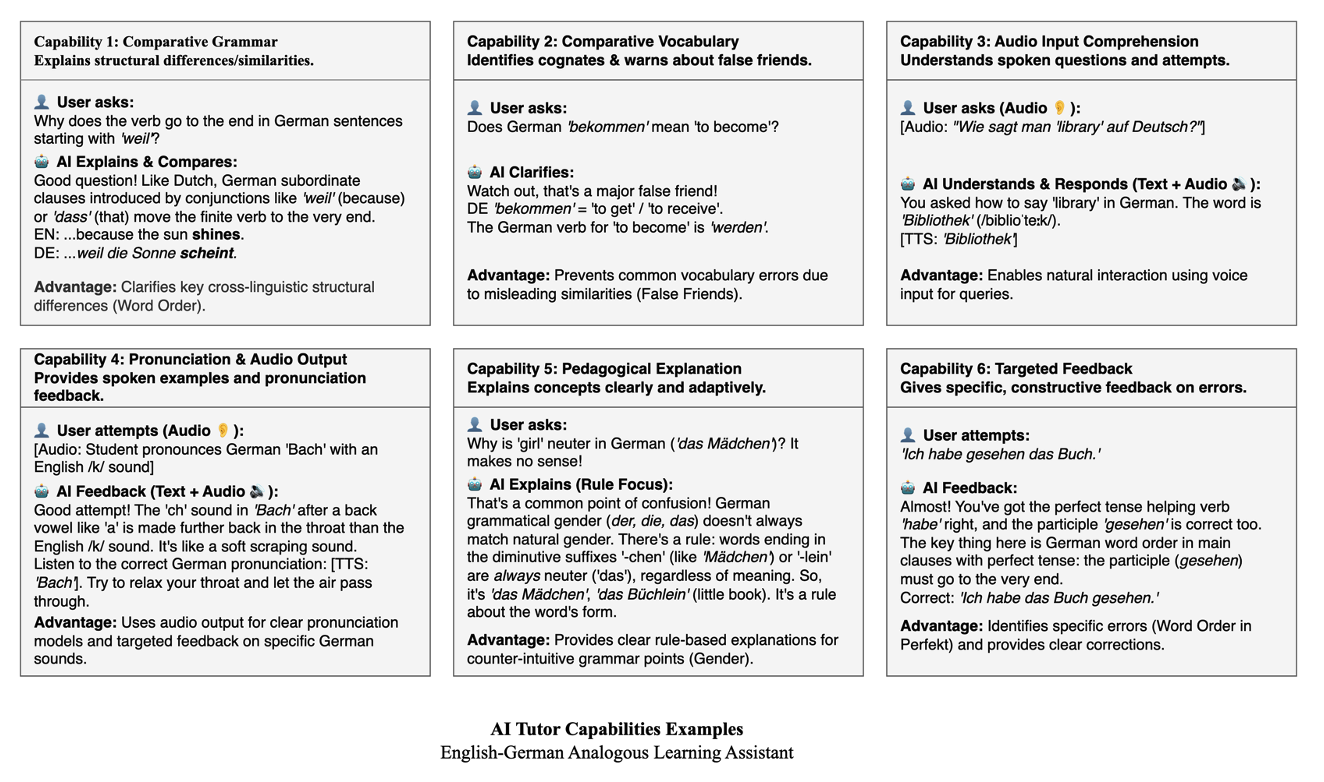 Capability 1: Comparative Grammar
Explains structural differences/similarities.
👤 User asks:
Why does the verb go to the end in German sentences
starting with 'weil'?
🤖 AI Explains & Compares:
Good question! Like Dutch, German subordinate
clauses introduced by conjunctions like 'weil' (because)
or 'dass' (that) move the finite verb to the very end.
EN: ...because the sun shines.
DE: ...weil die Sonne scheint.
Advantage: Clarifies key cross-linguistic structural
differences (Word Order).
Capability 2: Comparative Vocabulary
Identifies cognates & warns about false friends.
👤 User asks:
Does German 'bekommen' mean 'to become'?
🤖 AI Clarifies:
Watch out, that's a major false friend!
DE 'bekommen' = 'to get' / 'to receive'.
The German verb for 'to become' is 'werden'.
Advantage: Prevents common vocabulary errors due
to misleading similarities (False Friends).
Capability 3: Audio Input Comprehension
Understands spoken questions and attempts.
👤 User asks (Audio 👂):
[Audio: "Wie sagt man 'library' auf Deutsch?"]
🤖 AI Understands & Responds (Text + Audio 🔊):
You asked how to say 'library' in German. The word is
'Bibliothek' (/biblioˈteːk/).
[TTS: 'Bibliothek']
Advantage: Enables natural interaction using voice
input for queries.
Capability 4: Pronunciation & Audio Output
Provides spoken examples and pronunciation
feedback.
👤 User attempts (Audio 👂):
[Audio: Student pronounces German 'Bach' with an
English /k/ sound]
🤖 AI Feedback (Text + Audio 🔊):
Good attempt! The 'ch' sound in 'Bach' after a back
vowel like 'a' is made further back in the throat than the
English /k/ sound. It's like a soft scraping sound.
Listen to the correct German pronunciation: [TTS:
'Bach']. Try to relax your throat and let the air pass
through.
Advantage: Uses audio output for clear pronunciation
models and targeted feedback on specific German
sounds.
Capability 5: Pedagogical Explanation
Explains concepts clearly and adaptively.
👤 User asks:
Why is 'girl' neuter in German ('das Mädchen')? It
makes no sense!
🤖 AI Explains (Rule Focus):
That's a common point of confusion! German
grammatical gender (der, die, das) doesn't always
match natural gender. There's a rule: words ending in
the diminutive suffixes '-chen' (like 'Mädchen') or '-lein'
are always neuter ('das'), regardless of meaning. So,
it's 'das Mädchen', 'das Büchlein' (little book). It's a rule
about the word's form.
Advantage: Provides clear rule-based explanations for
counter-intuitive grammar points (Gender).
Capability 6: Targeted Feedback
Gives specific, constructive feedback on errors.
👤 User attempts:
'Ich habe gesehen das Buch.'
🤖 AI Feedback:
Almost! You've got the perfect tense helping verb
'habe' right, and the participle 'gesehen' is correct too.
The key thing here is German word order in main
clauses with perfect tense: the participle (gesehen)
must go to the very end.
Correct: 'Ich habe das Buch gesehen.'
Advantage: Identifies specific errors (Word Order in
Perfekt) and provides clear corrections.
AI Tutor Capabilities Examples
English-German Analogous Learning Assistant